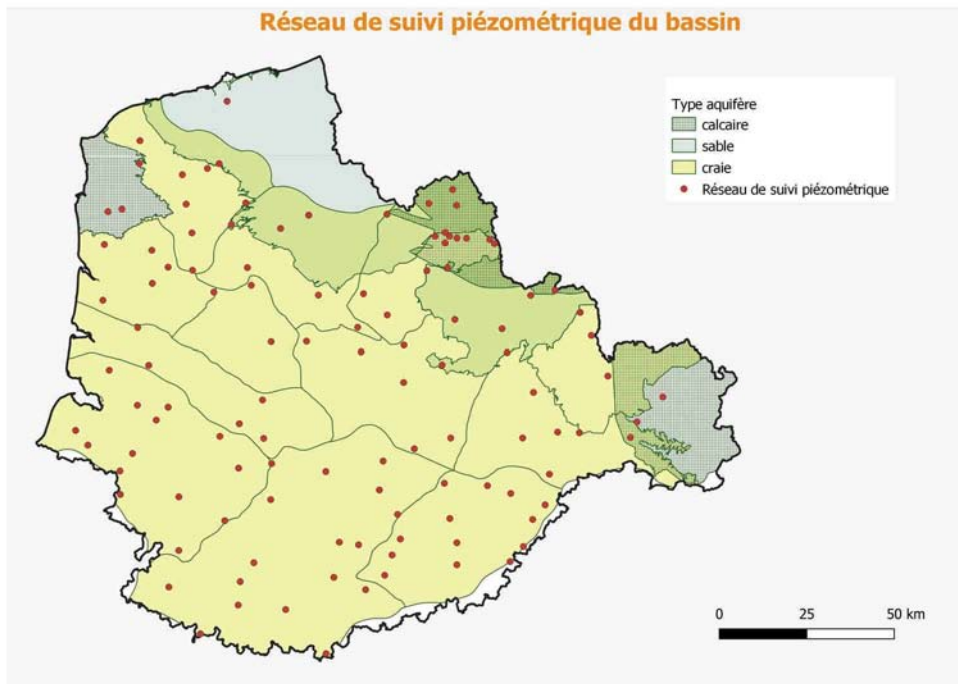 Réseau de suivi piézométrique du bassin
Type aquifère
calcaire
sable
craie
Réseau de suivi piézométrique
0 25 50 km